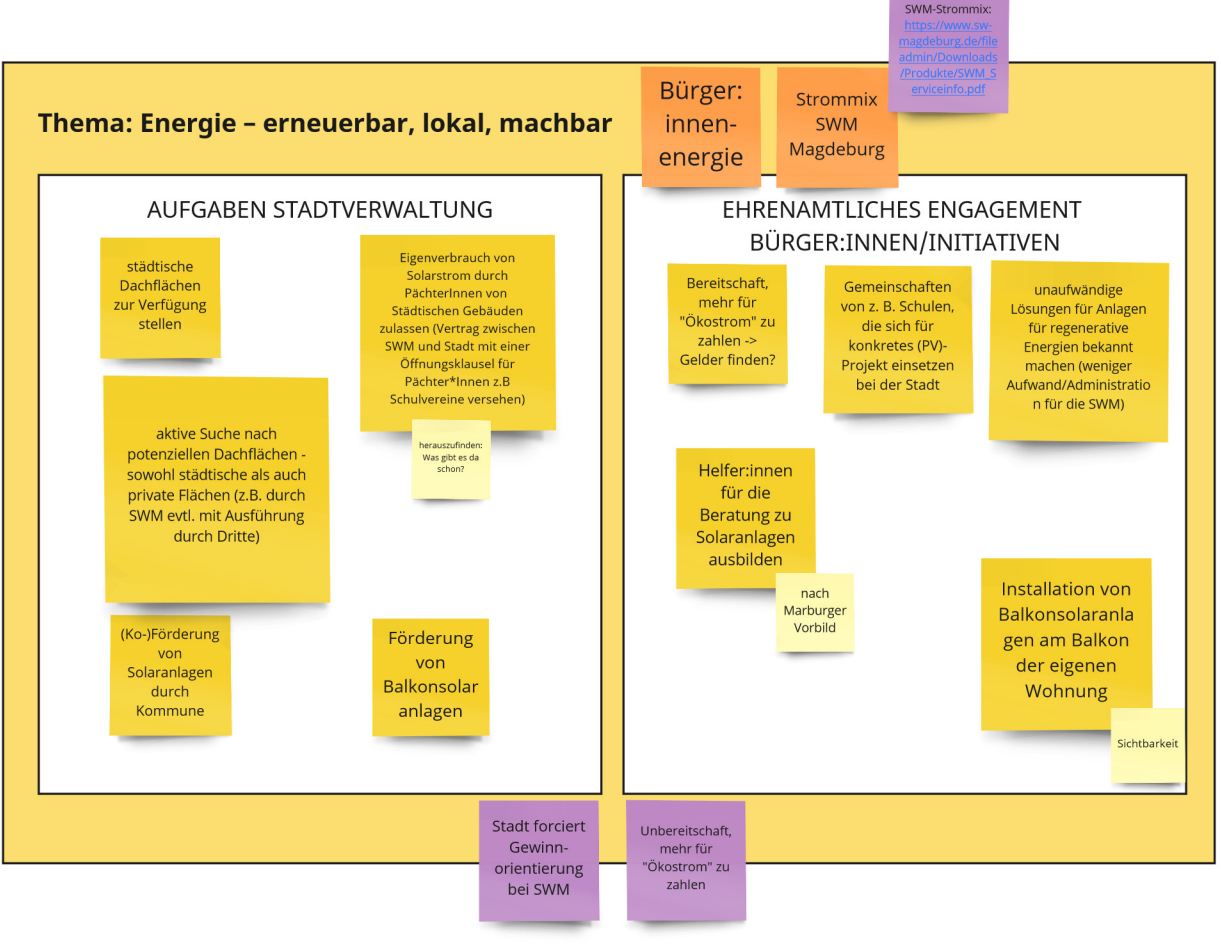 SWM-Strommix:
https://www.sw-
magdeburg.de/file
admin/Downloads
/Produkte/SWM_S
erviceinfo.pdf
Thema: Energie – erneuerbar, lokal, machbar
Bürger:
innen-
energie
Strommix
SWM
Magdeburg
AUFGABEN STADTVERWALTUNG
städtische
Dachflächen
zur Verfügung
stellen
Eigenverbrauch von
Solarstrom durch
PächterInnen von
Städtischen Gebäuden
zulassen (Vertrag zwischen
SWM und Stadt mit einer
Öffnungsklausel für
Pächter*Innen z.B
Schulvereine versehen)
herauszufinden:
Was gibt es da
schon?
aktive Suche nach
potenziellen Dachflächen -
sowohl städtische als auch
private Flächen (z.B. durch
SWM evtl. mit Ausführung
durch Dritte)
(Ko-)Förderung
von
Solaranlagen
durch
Kommune
Förderung
von
Balkonsolar
anlagen
EHRENAMTLICHES ENGAGEMENT
BÜRGER:INNEN/INITIATIVEN
Bereitschaft,
mehr für
"Ökostrom" zu
zahlen ->
Gelder finden?
Gemeinschaften
von z. B. Schulen,
die sich für
konkretes (PV)-
Projekt einsetzen
bei der Stadt
unaufwändige
Lösungen für Anlagen
für regenerative
Energien bekannt
machen (weniger
Aufwand/Administratio
n für die SWM)
Helfer:innen
für die
Beratung zu
Solaranlagen
ausbilden
nach
Marburger
Vorbild
Installation von
Balkonsolaranla
gen am Balkon
der eigenen
Wohnung
Sichtbarkeit
Stadt forciert
Gewinn-
orientierung
bei SWM
Unbereitschaft,
mehr für
"Ökostrom" zu
zahlen